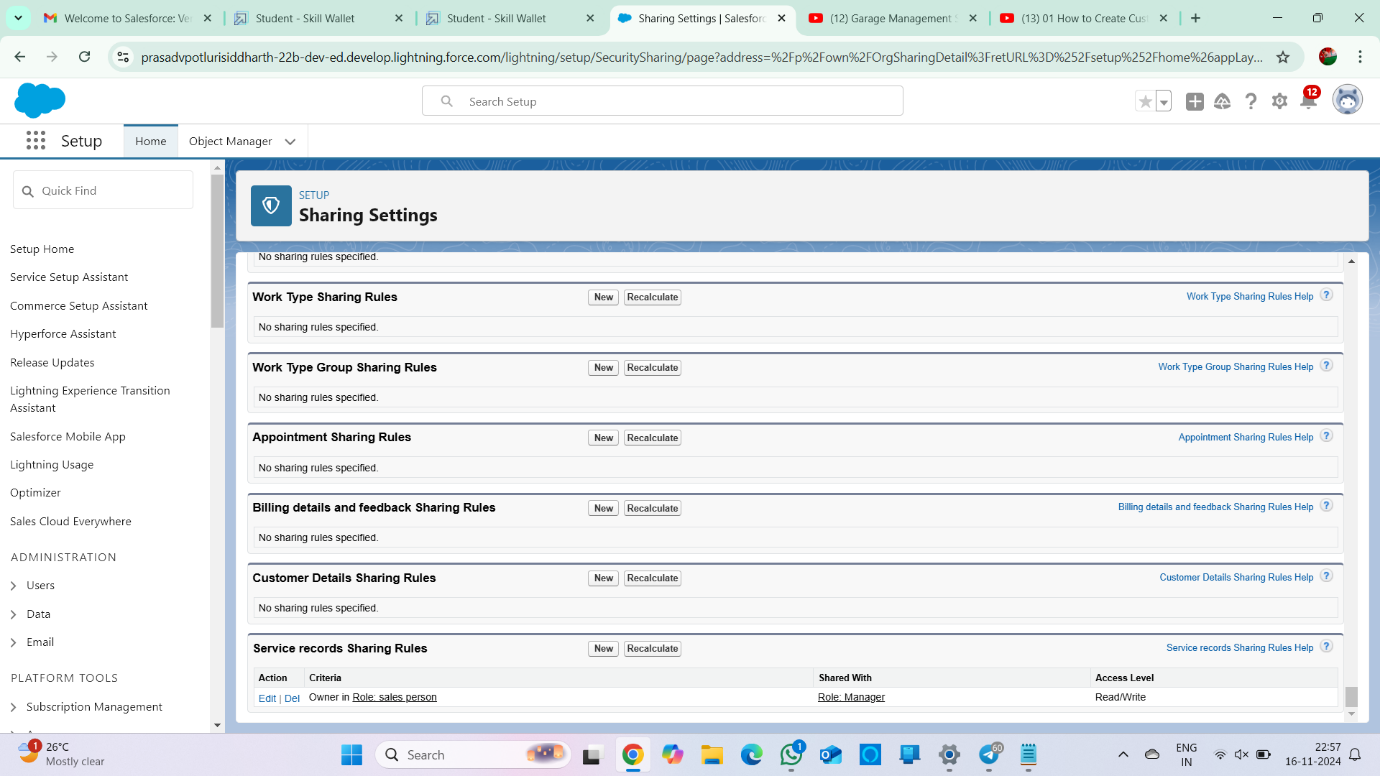 Welcome to Salesforce: Ve
Student - Skill Wallet
Student - Skill Wallet
Sharing Settings | Salesforc
(12) Garage Management S
(13) 01 How to Create Cus
prasadvpotlurisiddharth-22b-dev-ed.develop.lightning.force.com/lightning/setup/SecuritySharing/page?address=%2Fp%2Fown%2FOrgSharingDetail%3FretURL%3D%252Fsetup%252Fhome%26appLay...
Search Setup
12
Setup
Home
Object Manager
Quick Find
Setup Home
Service Setup Assistant
Commerce Setup Assistant
Hyperforce Assistant
Release Updates
Lightning Experience Transition
Assistant
Salesforce Mobile App
Lightning Usage
Optimizer
Sales Cloud Everywhere
ADMINISTRATION
Users
Data
Email
PLATFORM TOOLS
Subscription Management
SETUP
Sharing Settings
No sharing rules specified.
Work Type Sharing Rules New Recalculate Work Type Sharing Rules Help ?
No sharing rules specified.
Work Type Group Sharing Rules New Recalculate Work Type Group Sharing Rules Help ?
No sharing rules specified.
Appointment Sharing Rules New Recalculate Appointment Sharing Rules Help ?
No sharing rules specified.
Billing details and feedback Sharing Rules New Recalculate Billing details and feedback Sharing Rules Help ?
No sharing rules specified.
Customer Details Sharing Rules New Recalculate Customer Details Sharing Rules Help ?
No sharing rules specified.
Service records Sharing Rules New Recalculate Service records Sharing Rules Help ?
Action Criteria Shared With Access Level
Edit | Del Owner in Role: sales person Role: Manager Read/Write
1
26°C
Mostly clear
Search
1
60
ENG
IN
22:57
16-11-2024